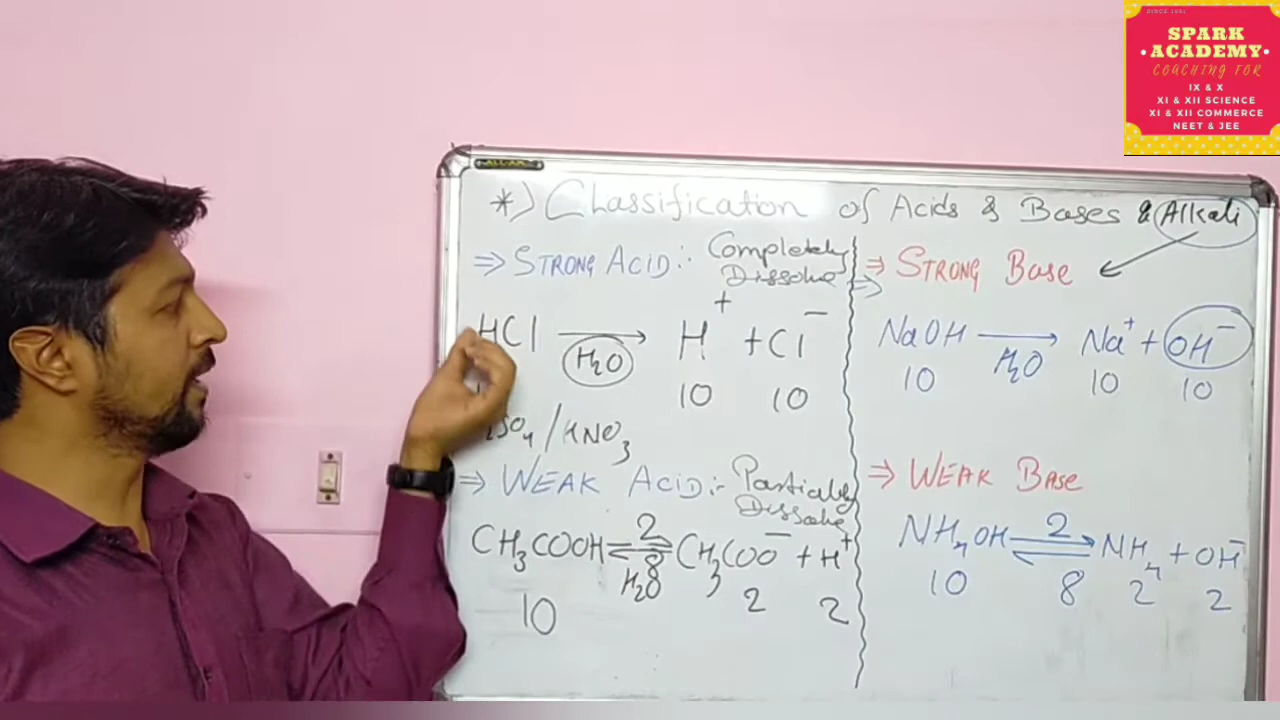 SINCE 1991
SPARK
• ACADEMY •
COACHING FOR
IX & X
XI & XII SCIENCE
XI & XII COMMERCE
NEET & JEE
*) Classification of Acids & Bases & Alkali
⇒ STRONG ACID:- Completely
Dissolve
HCl → H⁺ + Cl⁻
H₂O
10 10
SO₄ / HNO₃
⇒ WEAK ACID:- Partially
Dissolve
CH₃COOH ⇌ CH₃COO⁻ + H⁺
2
8
H₂O
10 2 2
⇒ STRONG Base
⇒
NaOH → Na⁺ + OH⁻
H₂O
10 10 10
⇒ WEAK Base
NH₄OH ⇌ NH₄ + OH⁻
2
10 8 2 2